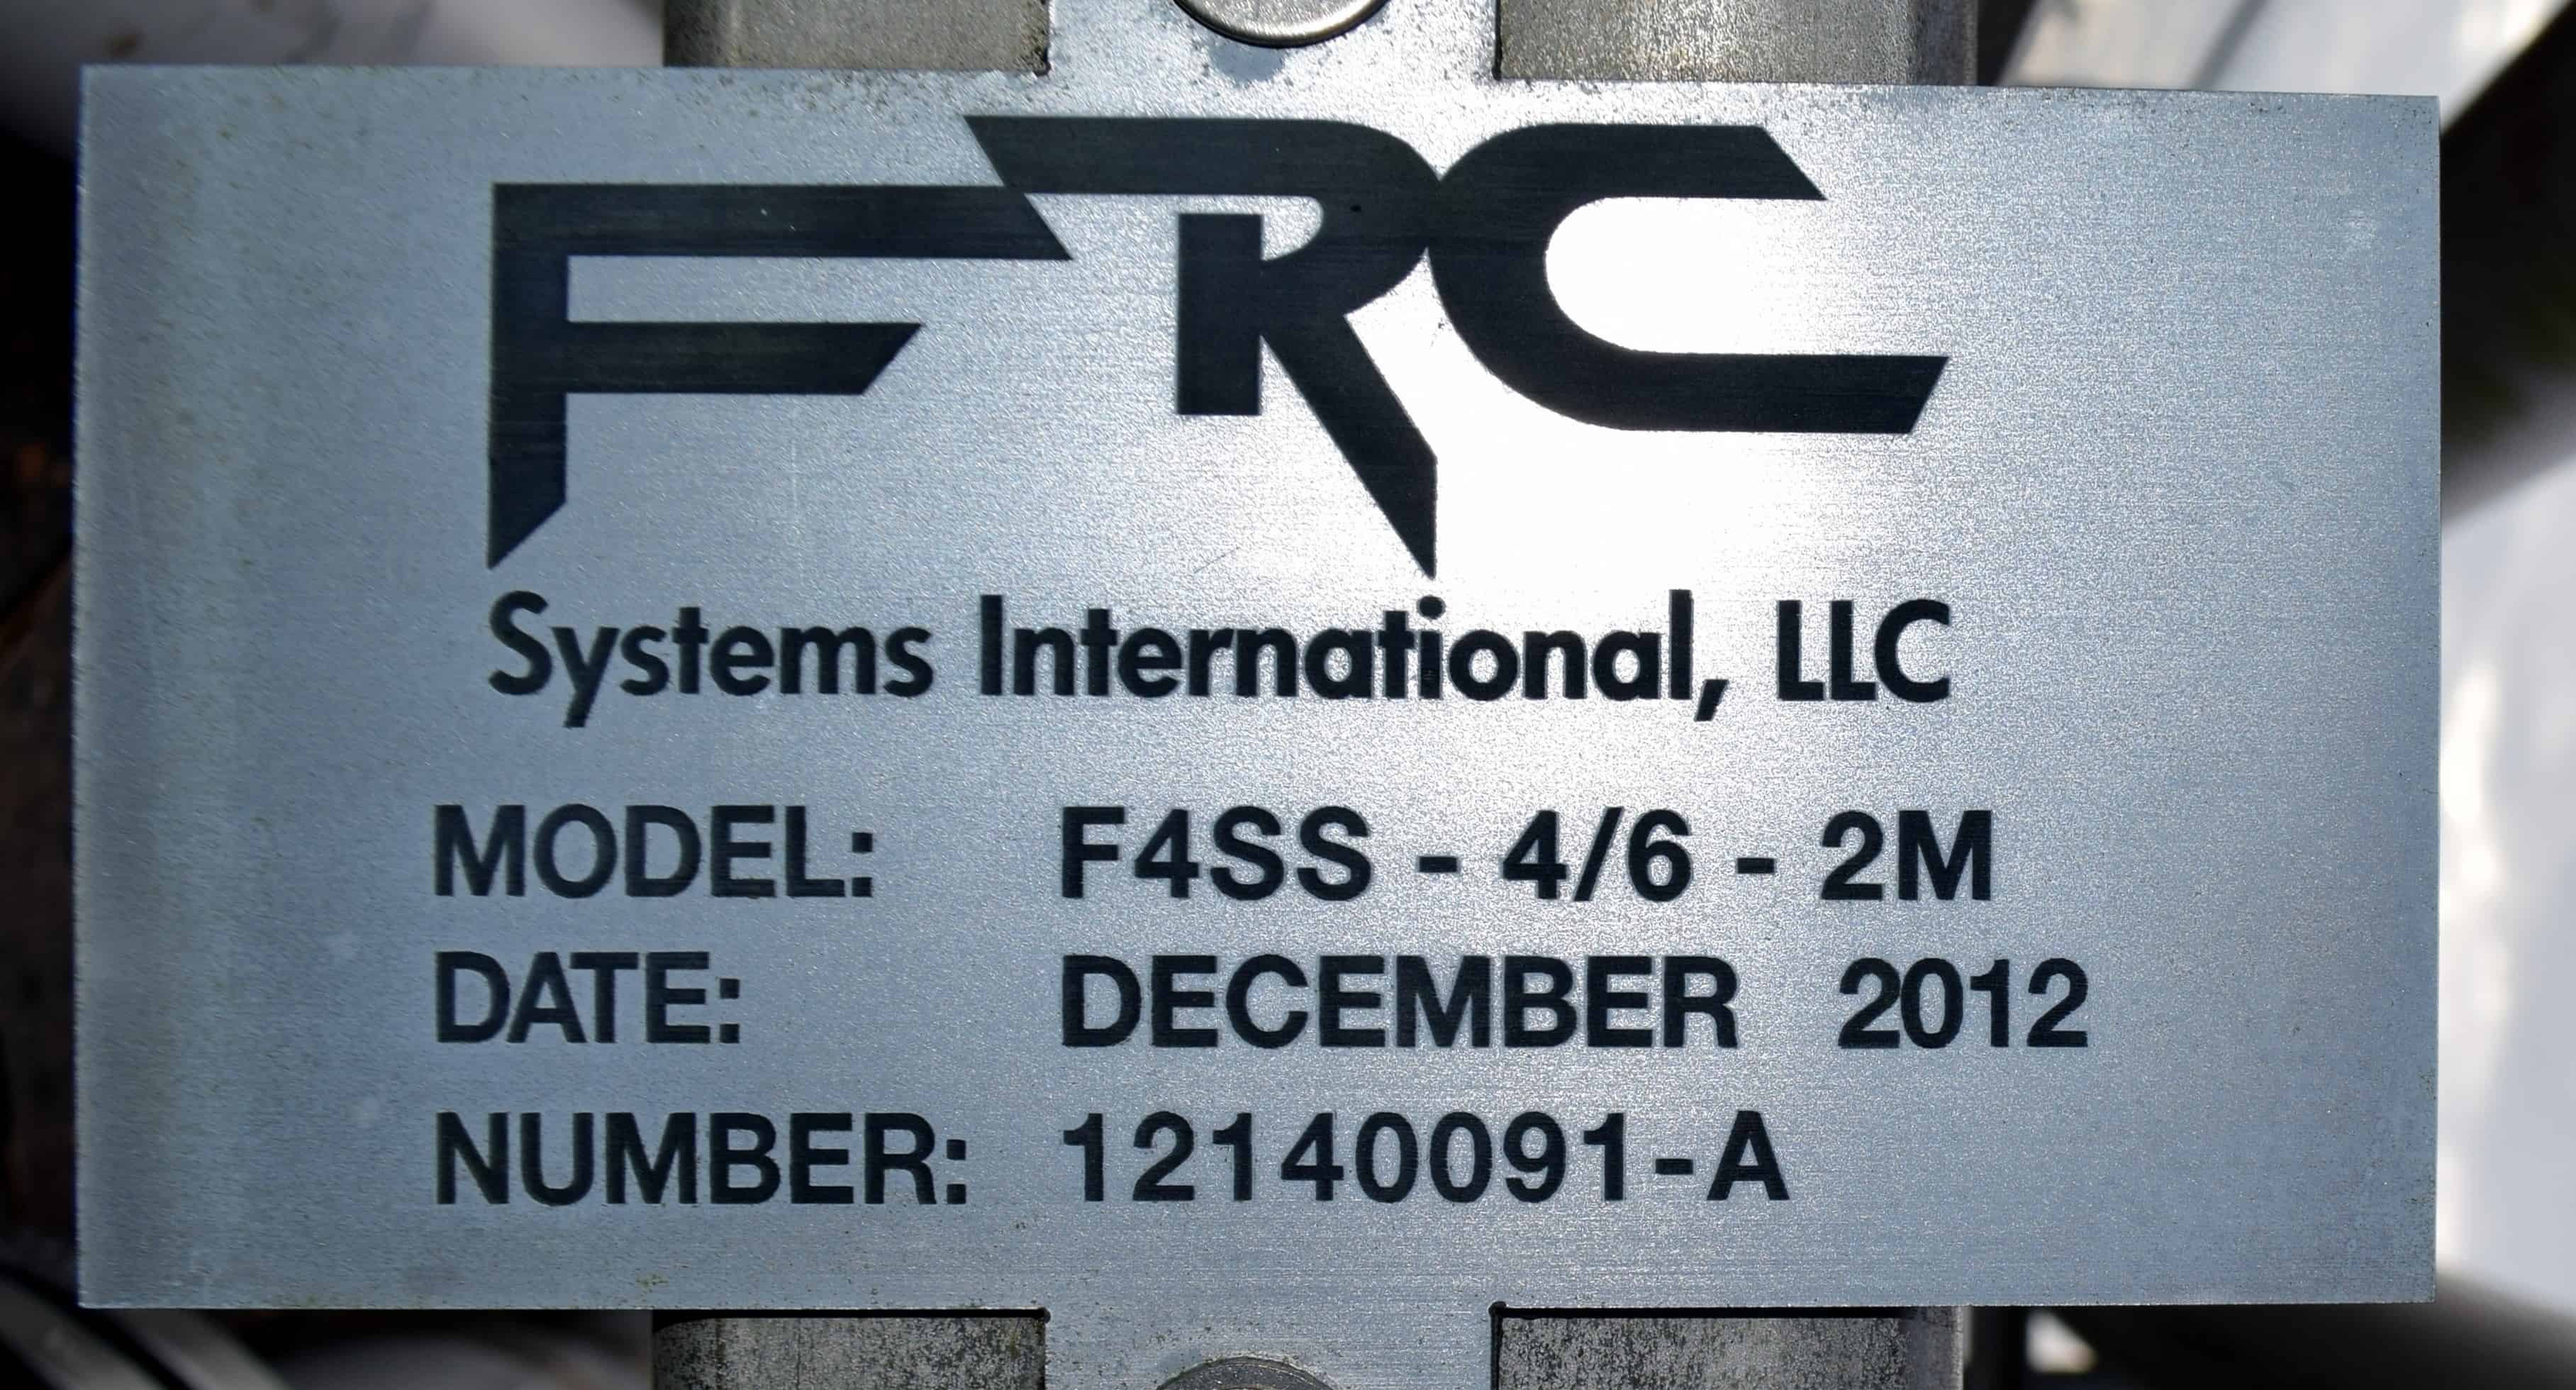 FRC
Systems International, LLC
MODEL: F4SS - 4/6 - 2M
DATE: DECEMBER 2012
NUMBER: 12140091-A